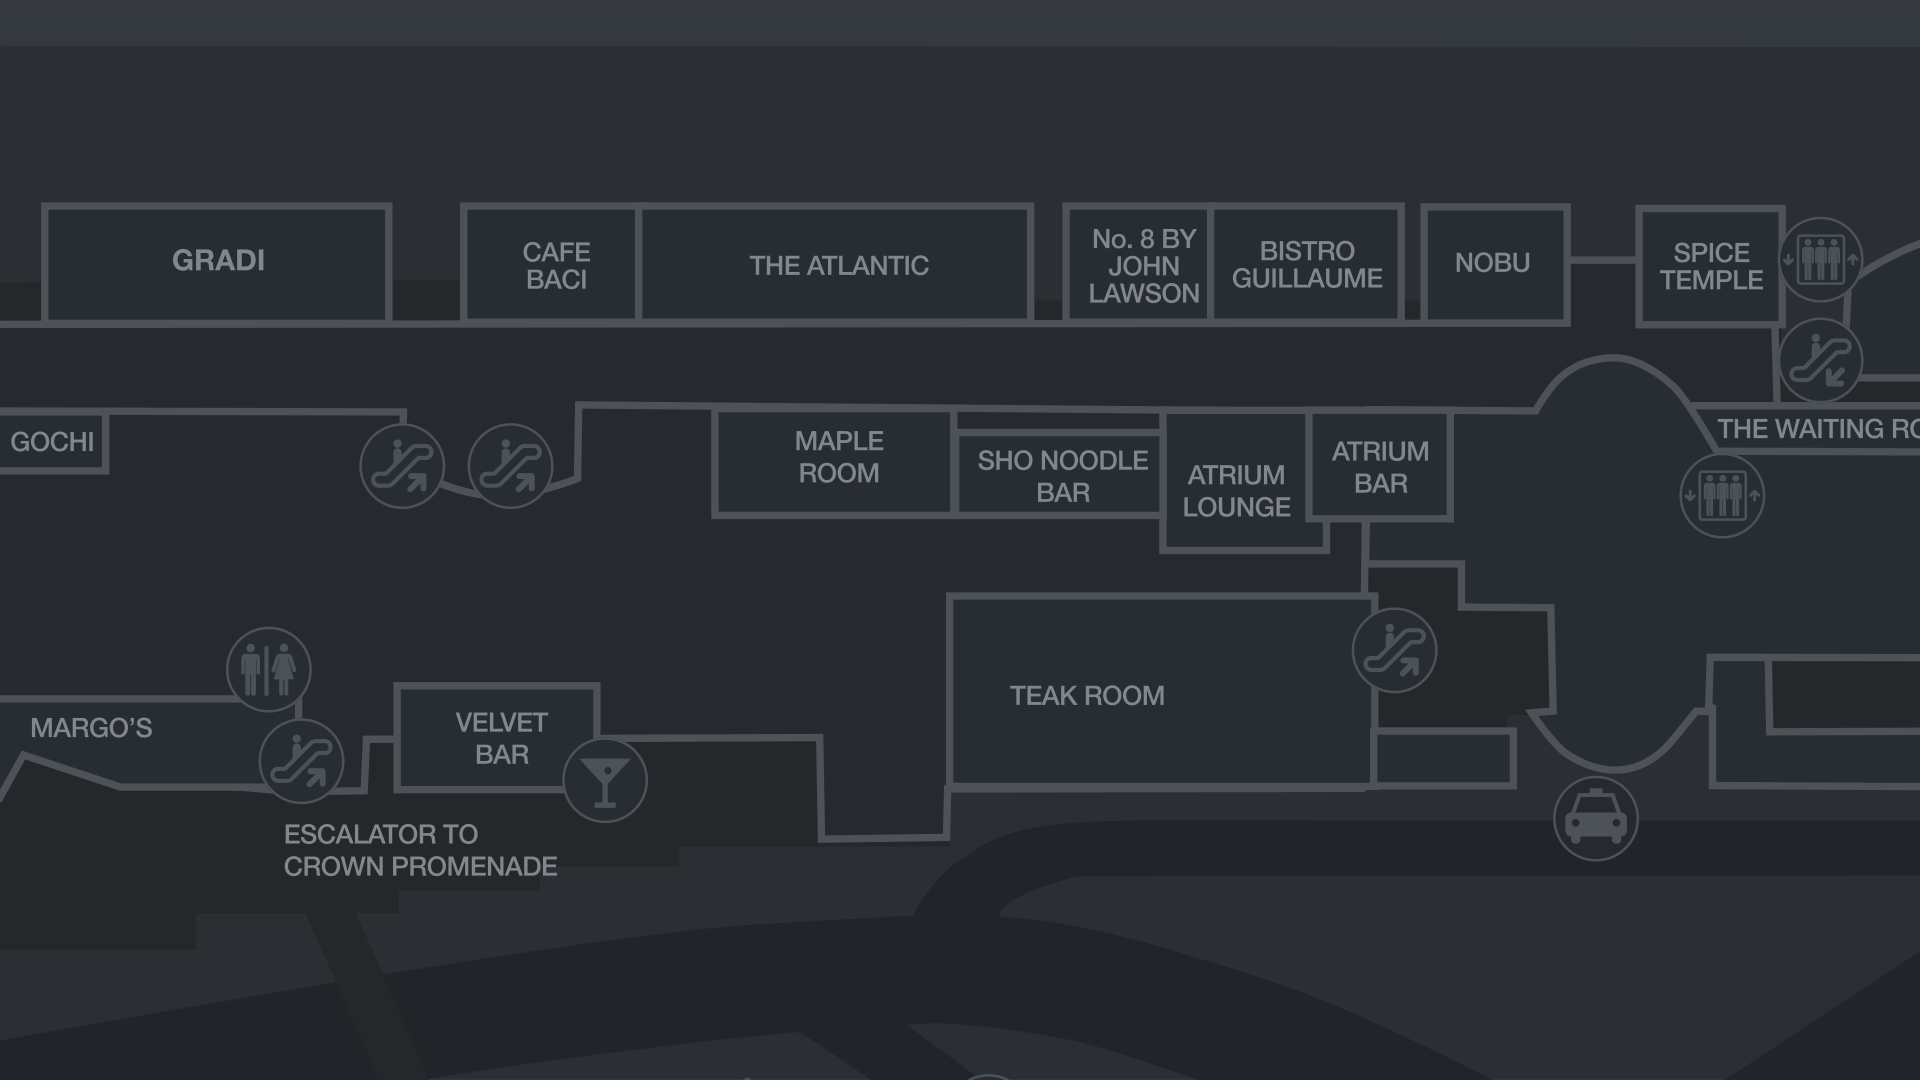 GRADI
CAFE
BACI
THE ATLANTIC
No. 8 BY
JOHN
LAWSON
BISTRO
GUILLAUME
NOBU
SPICE
TEMPLE
GOCHI
MAPLE
ROOM
SHO NOODLE
BAR
ATRIUM
LOUNGE
ATRIUM
BAR
THE WAITING RO
MARGO’S
VELVET
BAR
TEAK ROOM
ESCALATOR TO
CROWN PROMENADE